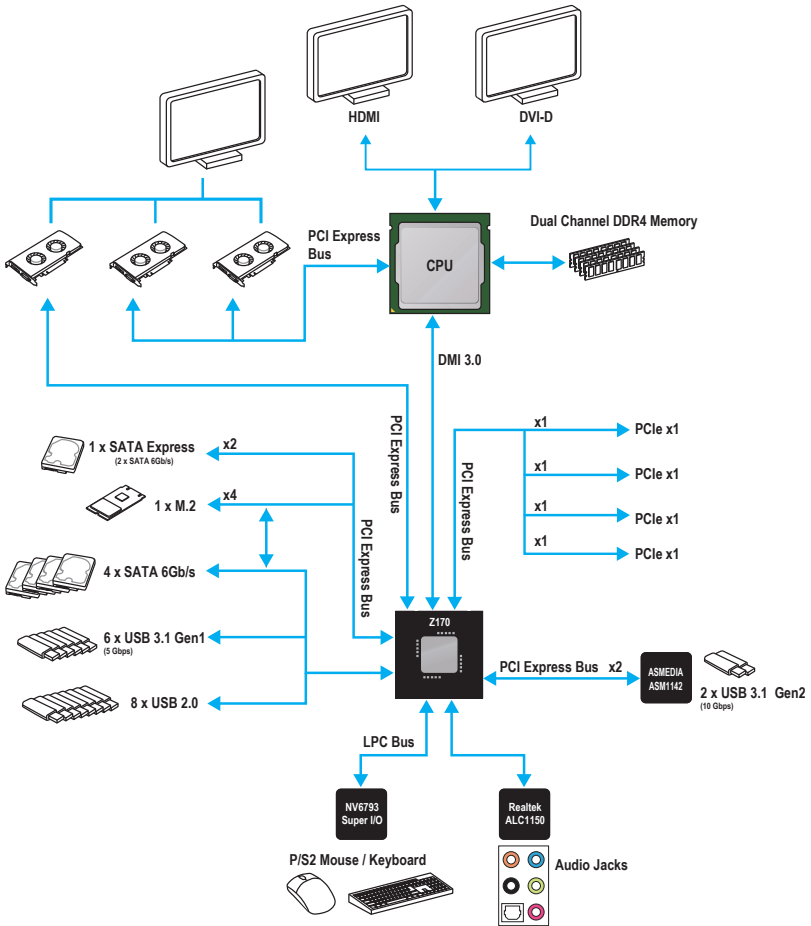 HDMI
DVI-D
PCI Express
Bus
CPU
Dual Channel DDR4 Memory
DMI 3.0
1 x SATA Express
(2 x SATA 6Gb/s)
x2
1 x M.2
x4
4 x SATA 6Gb/s
6 x USB 3.1 Gen1
(5 Gbps)
8 x USB 2.0
PCI Express Bus
PCI Express Bus
PCI Express Bus
x1
PCIe x1
x1
PCIe x1
x1
PCIe x1
x1
PCIe x1
Z170
PCI Express Bus x2
ASMEDIA
ASM1142
2 x USB 3.1 Gen2
(10 Gbps)
LPC Bus
NV6793
Super I/O
Realtek
ALC1150
P/S2 Mouse / Keyboard
Audio Jacks